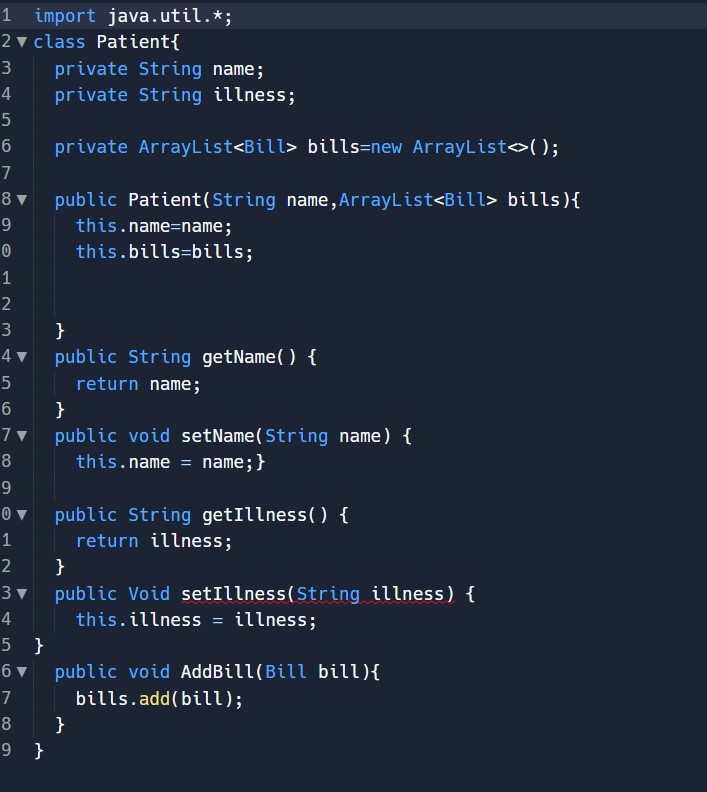 1 import java.util.*;
2 ▼ class Patient{
3 private String name;
4 private String illness;
5
6 private ArrayList<Bill> bills=new ArrayList<>();
7
8 ▼ public Patient(String name,ArrayList<Bill> bills){
9 this.name=name;
0 this.bills=bills;
1
2
3 }
4 ▼ public String getName() {
5 return name;
6 }
7 ▼ public void setName(String name) {
8 this.name = name;}
9
0 ▼ public String getIllness() {
1 return illness;
2 }
3 ▼ public Void setIllness(String illness) {
4 this.illness = illness;
5 }
6 ▼ public void AddBill(Bill bill){
7 bills.add(bill);
8 }
9 }